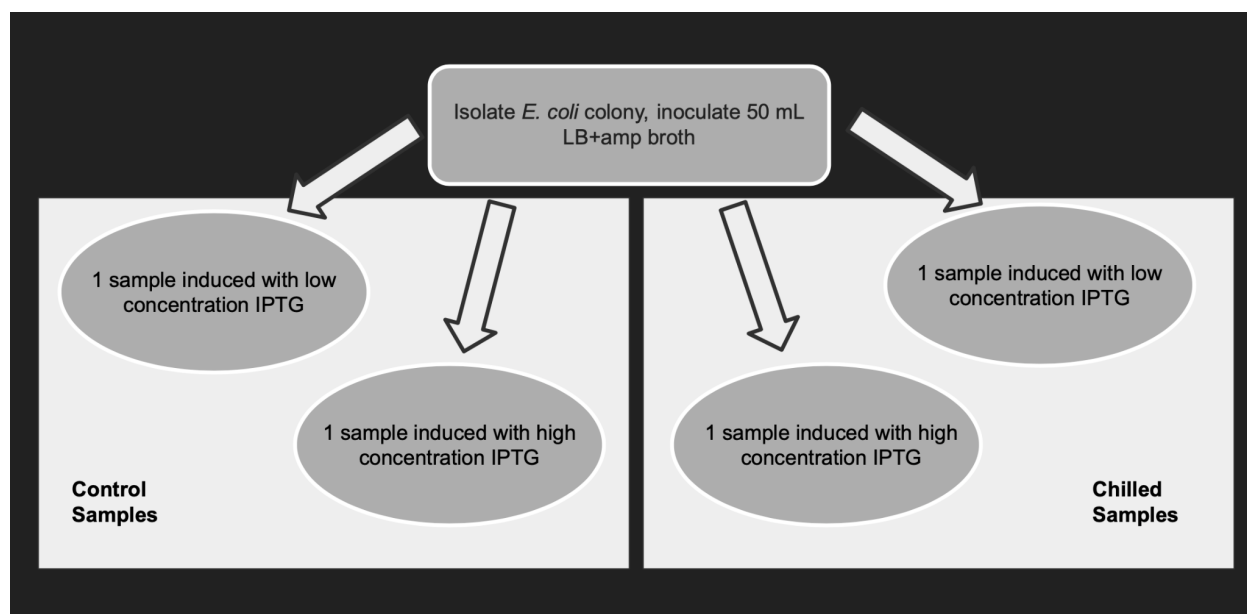 Isolate E. coli colony, inoculate 50 mL
LB+amp broth
1 sample induced with low
concentration IPTG
1 sample induced with high
concentration IPTG
Control
Samples
1 sample induced with low
concentration IPTG
1 sample induced with high
concentration IPTG
Chilled
Samples